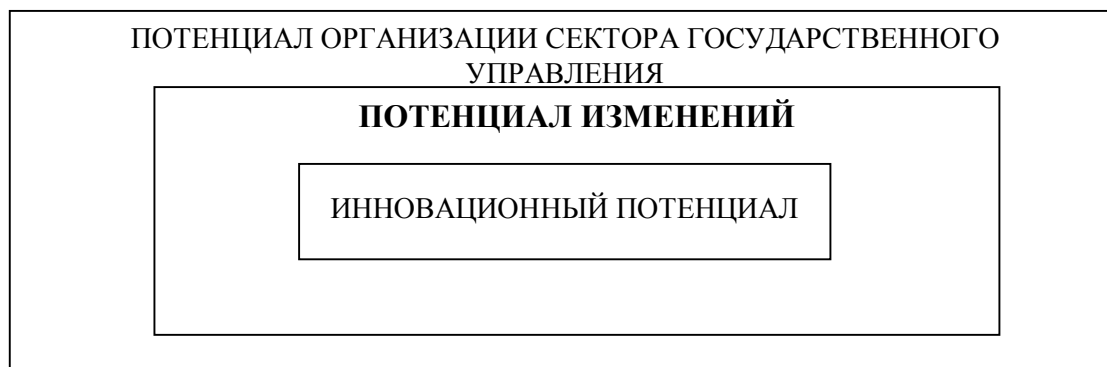 ПОТЕНЦИАЛ ОРГАНИЗАЦИИ СЕКТОРА ГОСУДАРСТВЕННОГО
УПРАВЛЕНИЯ
ПОТЕНЦИАЛ ИЗМЕНЕНИЙ
ИННОВАЦИОННЫЙ ПОТЕНЦИАЛ